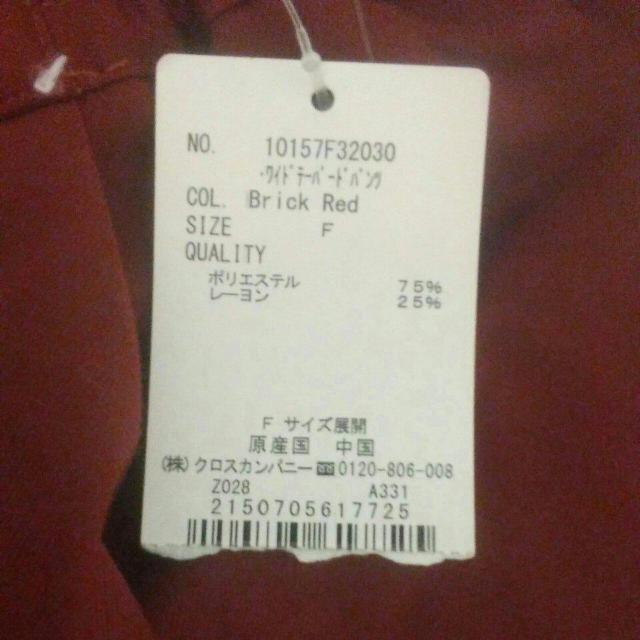 NO. 10157F32030
･ﾜｲﾄﾞﾃｰﾊﾟｰﾄﾞﾊﾟﾝﾂ
COL. Brick Red
SIZE F
QUALITY
ポリエステル 75%
レーヨン 25%
F サイズ展開
原産国 中国
(株)クロスカンパニー☎0120-806-008
Z028 A331
2150705617725